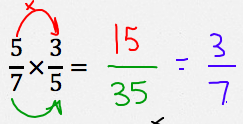 5/7 × 3/5 = 15/35 = 3/7
×